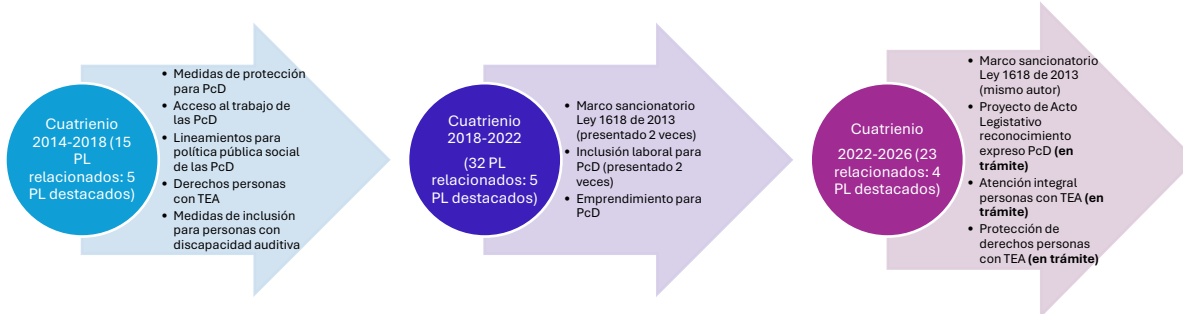 Cuatrienio
2014-2018 (15
PL
relacionados: 5
PL destacados)
• Medidas de protección
para PcD
• Acceso al trabajo de
las PcD
• Lineamientos para
política pública social
de las PcD
• Derechos personas
con TEA
• Medidas de inclusión
para personas con
discapacidad auditiva
Cuatrienio
2018-2022
(32 PL
relacionados: 5
PL destacados)
• Marco sancionatorio
Ley 1618 de 2013
(presentado 2 veces)
• Inclusión laboral para
PcD (presentado 2
veces)
• Emprendimiento para
PcD
Cuatrienio
2022-2026 (23
PL relacionados: 4
PL destacados)
• Marco sancionatorio
Ley 1618 de 2013
(mismo autor)
• Proyecto de Acto
Legislativo
reconocimiento
expreso PcD (en
trámite)
• Atención integral
personas con TEA (en
trámite)
• Protección de
derechos personas
con TEA (en trámite)